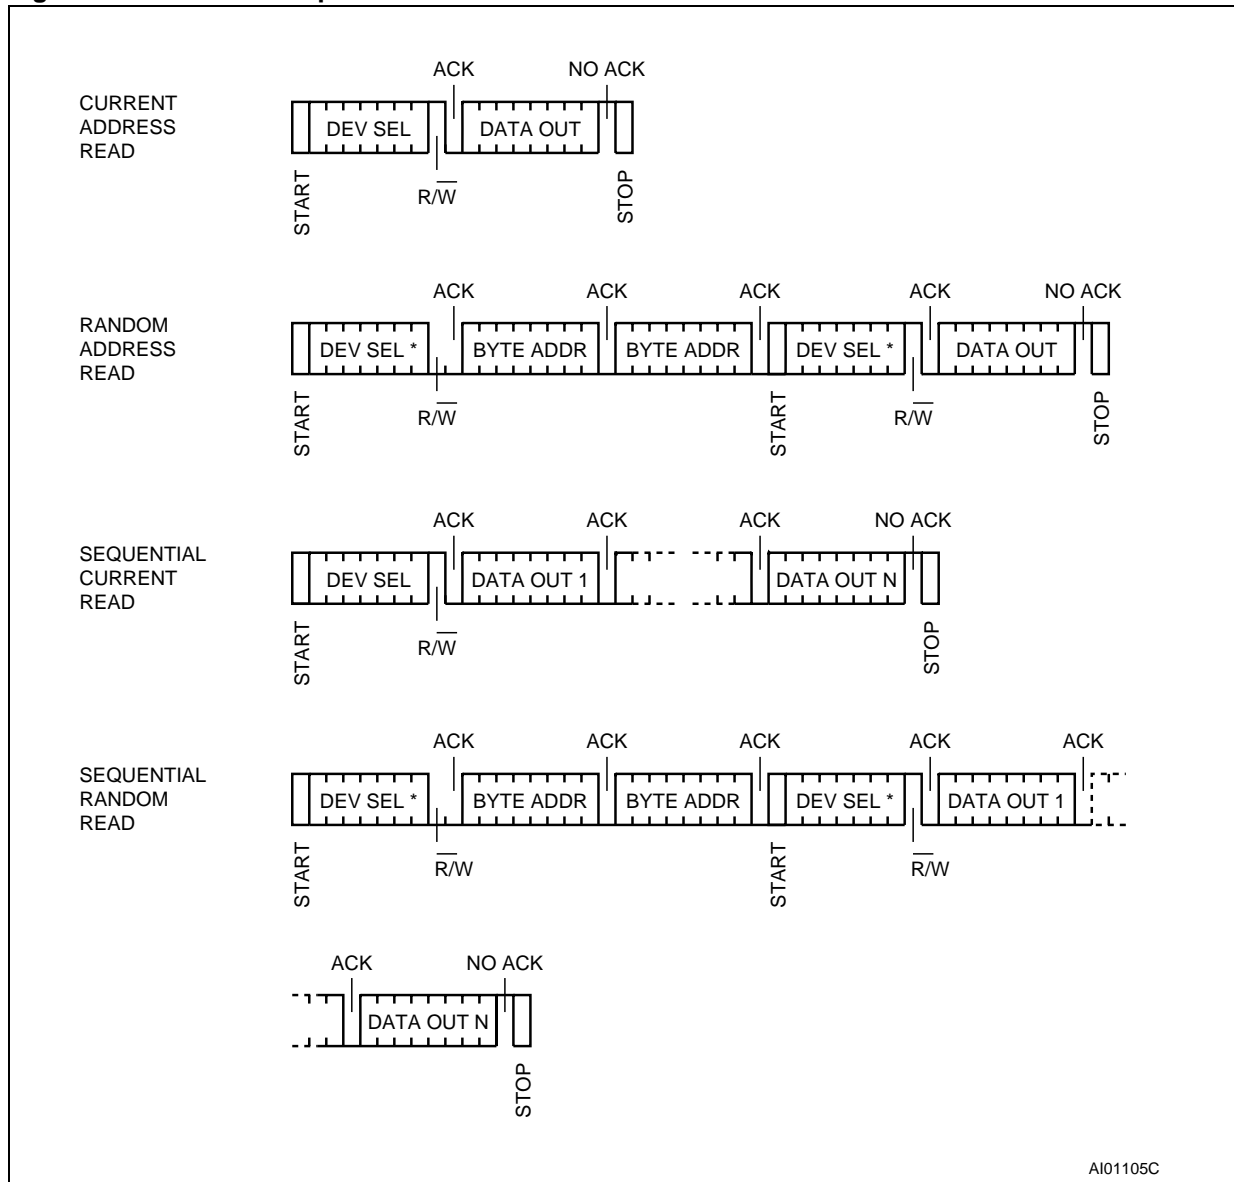 ACK NO ACK
CURRENT
ADDRESS
READ
DEV SEL DATA OUT
START R/W̅ STOP
ACK ACK ACK ACK NO ACK
RANDOM
ADDRESS
READ
DEV SEL * BYTE ADDR BYTE ADDR DEV SEL * DATA OUT
START R/W̅ START R/W̅ STOP
ACK ACK ACK NO ACK
SEQUENTIAL
CURRENT
READ
DEV SEL DATA OUT 1 DATA OUT N
START R/W̅ STOP
ACK ACK ACK ACK ACK
SEQUENTIAL
RANDOM
READ
DEV SEL * BYTE ADDR BYTE ADDR DEV SEL * DATA OUT 1
START R̅/W START R̅/W
ACK NO ACK
DATA OUT N
STOP
AI01105C